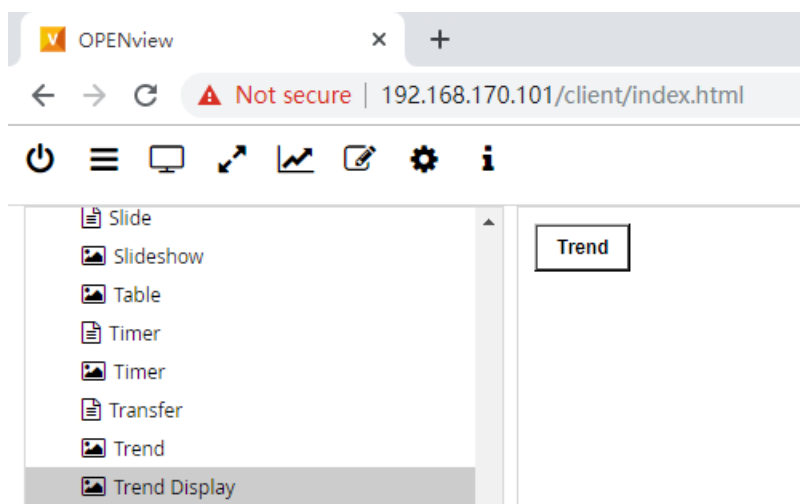 OPENview
Not secure | 192.168.170.101/client/index.html
Slide
Slideshow
Table
Timer
Timer
Transfer
Trend
Trend Display
Trend